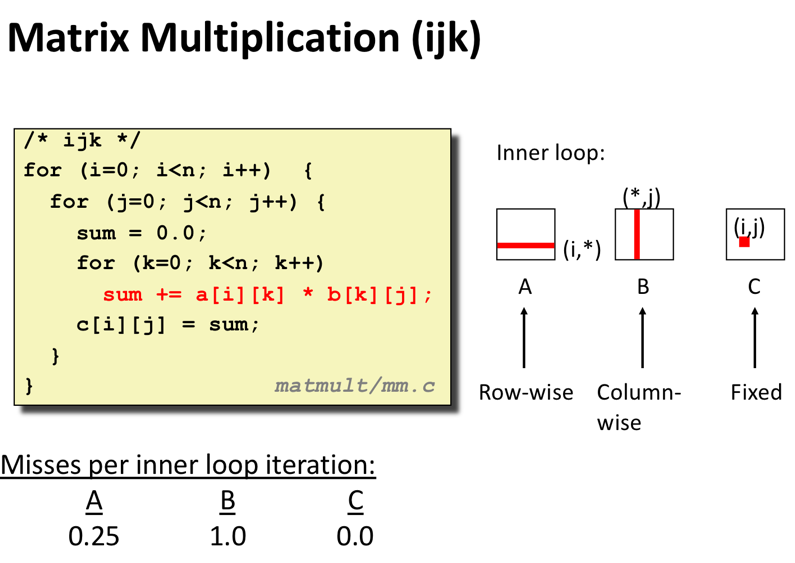 Matrix Multiplication (ijk)
/* ijk */
for (i=0; i<n; i++)  {
  for (j=0; j<n; j++) {
    sum = 0.0;
    for (k=0; k<n; k++)
      sum += a[i][k] * b[k][j];
    c[i][j] = sum;
  }
}
matmult/mm.c
Inner loop:
(*,j)
(i,j)
(i,*)
A B C
Row-wise Column- Fixed
wise
Misses per inner loop iteration:
A B C
0.25 1.0 0.0